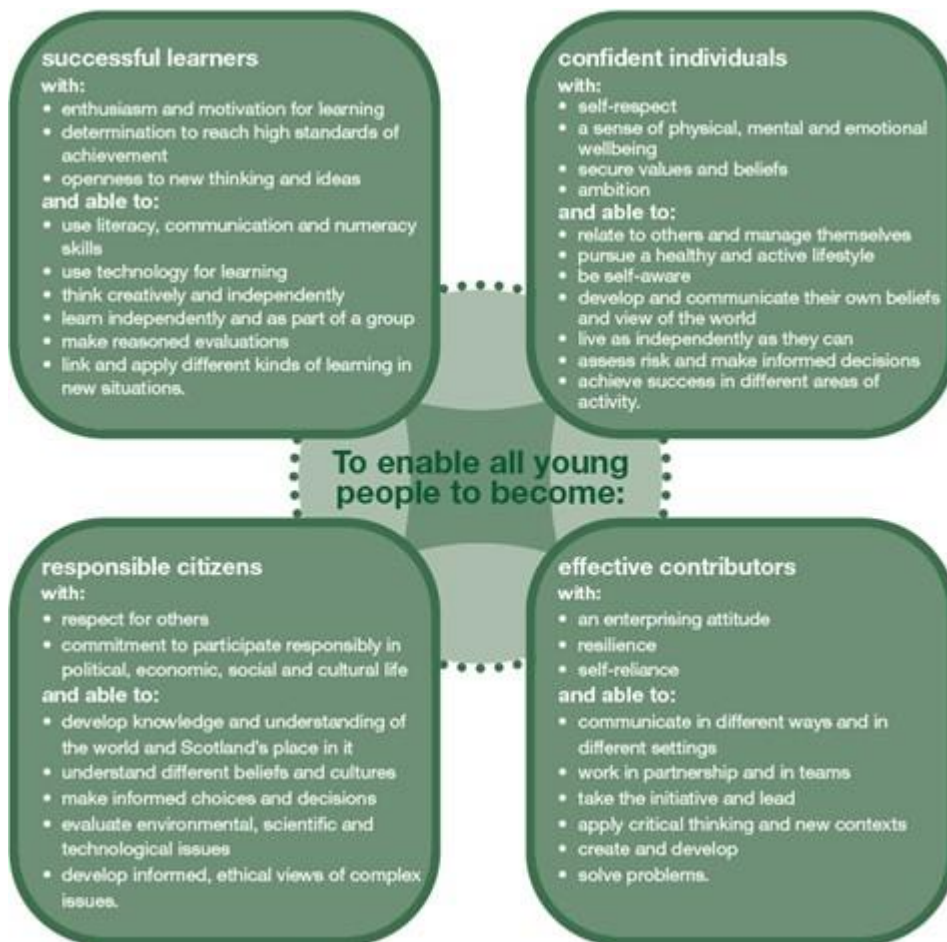 successful learners
with:
• enthusiasm and motivation for learning
• determination to reach high standards of
achievement
• openness to new thinking and ideas
and able to:
• use literacy, communication and numeracy
skills
• use technology for learning
• think creatively and independently
• learn independently and as part of a group
• make reasoned evaluations
• link and apply different kinds of learning in
new situations.
confident individuals
with:
• self-respect
• a sense of physical, mental and emotional
wellbeing
• secure values and beliefs
• ambition
and able to:
• relate to others and manage themselves
• pursue a healthy and active lifestyle
• be self-aware
• develop and communicate their own beliefs
and view of the world
• live as independently as they can
• assess risk and make informed decisions
• achieve success in different areas of
activity.
To enable all young
people to become:
responsible citizens
with:
• respect for others
• commitment to participate responsibly in
political, economic, social and cultural life
and able to:
• develop knowledge and understanding of
the world and Scotland's place in it
• understand different beliefs and cultures
• make informed choices and decisions
• evaluate environmental, scientific and
technological issues
• develop informed, ethical views of complex
issues.
effective contributors
with:
• an enterprising attitude
• resilience
• self-reliance
and able to:
• communicate in different ways and in
different settings
• work in partnership and in teams
• take the initiative and lead
• apply critical thinking and new contexts
• create and develop
• solve problems.